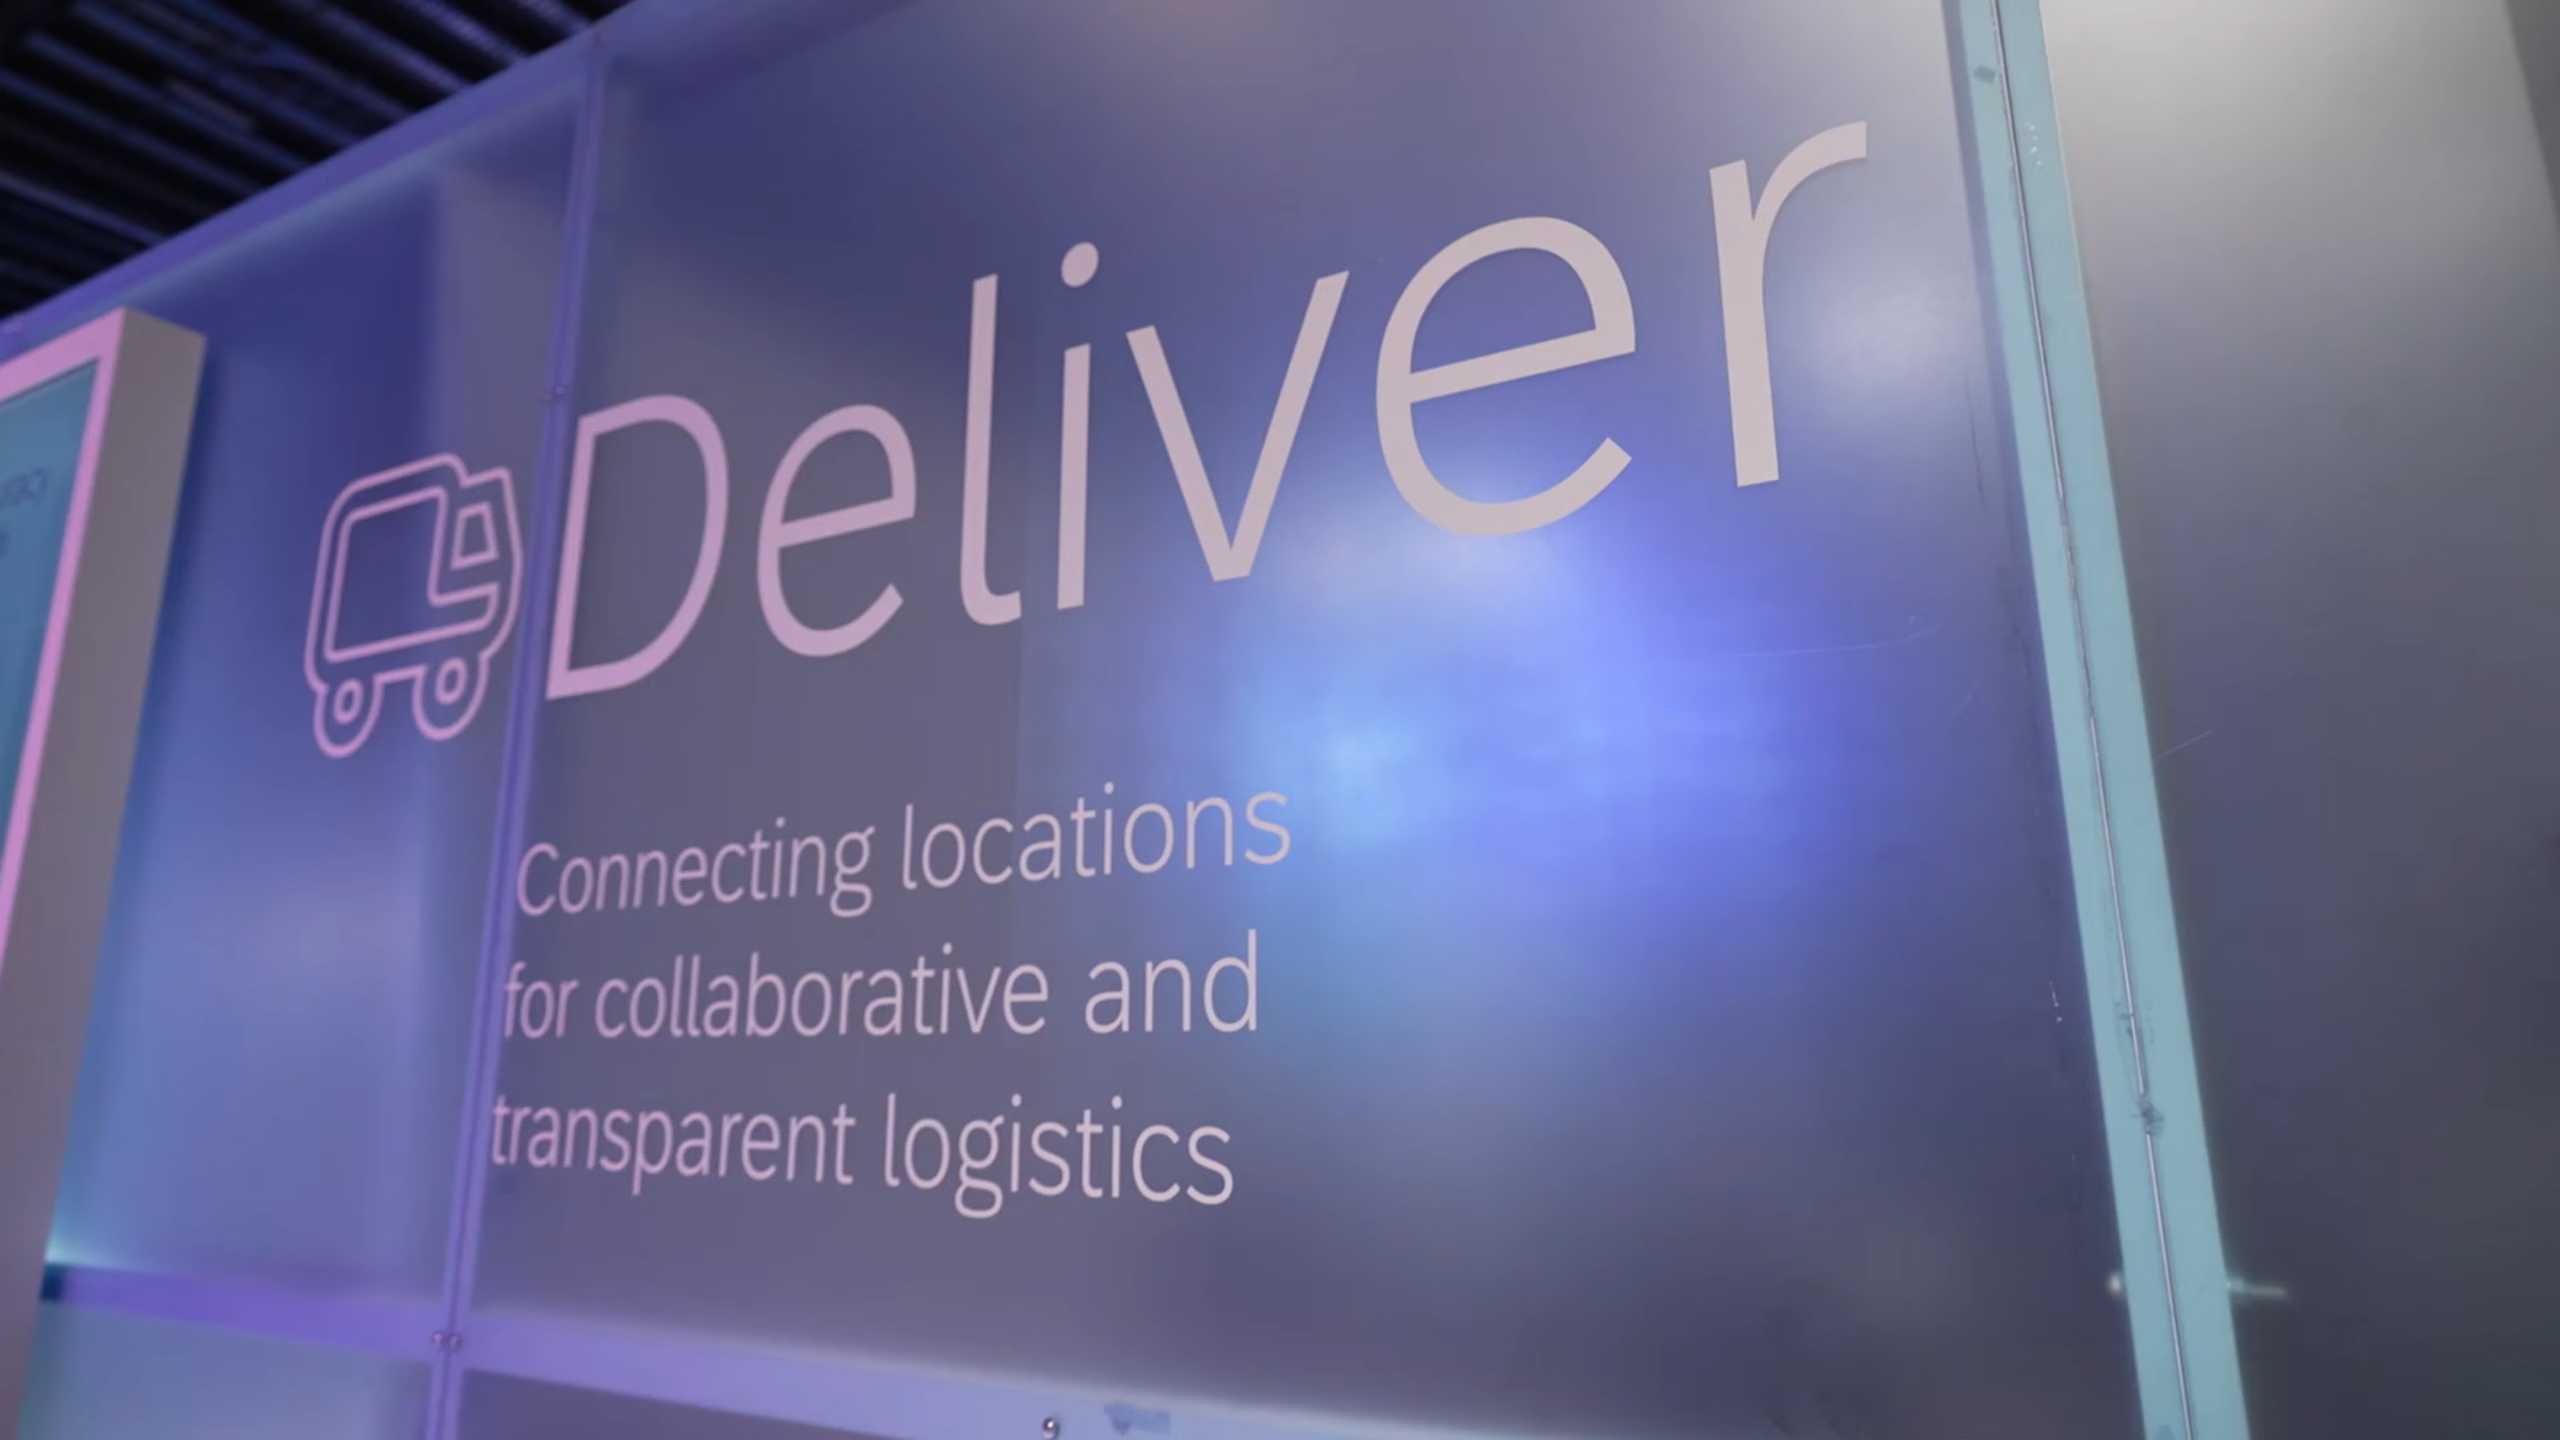 Deliver
Connecting locations
for collaborative and
transparent logistics